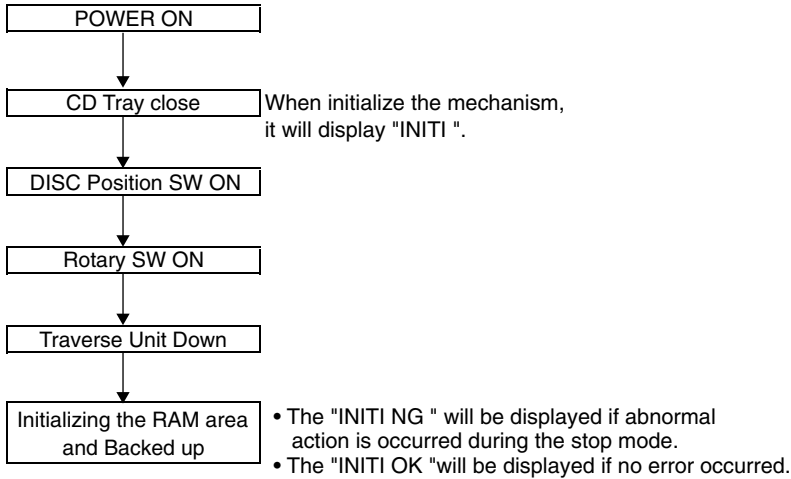 POWER ON
CD Tray close
When initialize the mechanism,
it will display "INITI ".
DISC Position SW ON
Rotary SW ON
Traverse Unit Down
Initializing the RAM area
and Backed up
• The "INITI NG " will be displayed if abnormal
action is occurred during the stop mode.
• The "INITI OK "will be displayed if no error occurred.